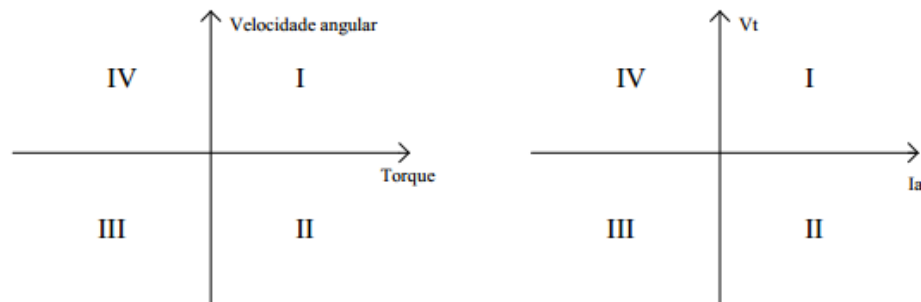 Velocidade angular
IV I
Torque
III II
Vt
IV I
Ia
III II